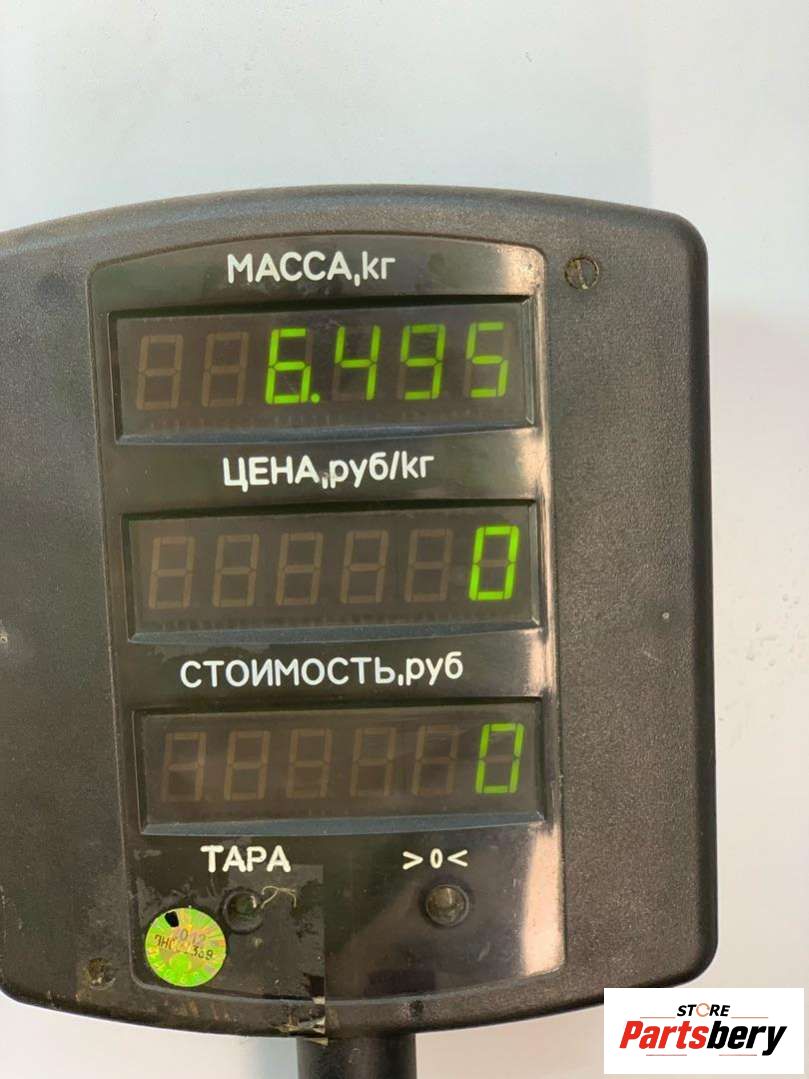 МАССА,кг
6.495
ЦЕНА,руб/кг
0
СТОИМОСТЬ,руб
0
ТАРА >0<
STORE
Partsbery